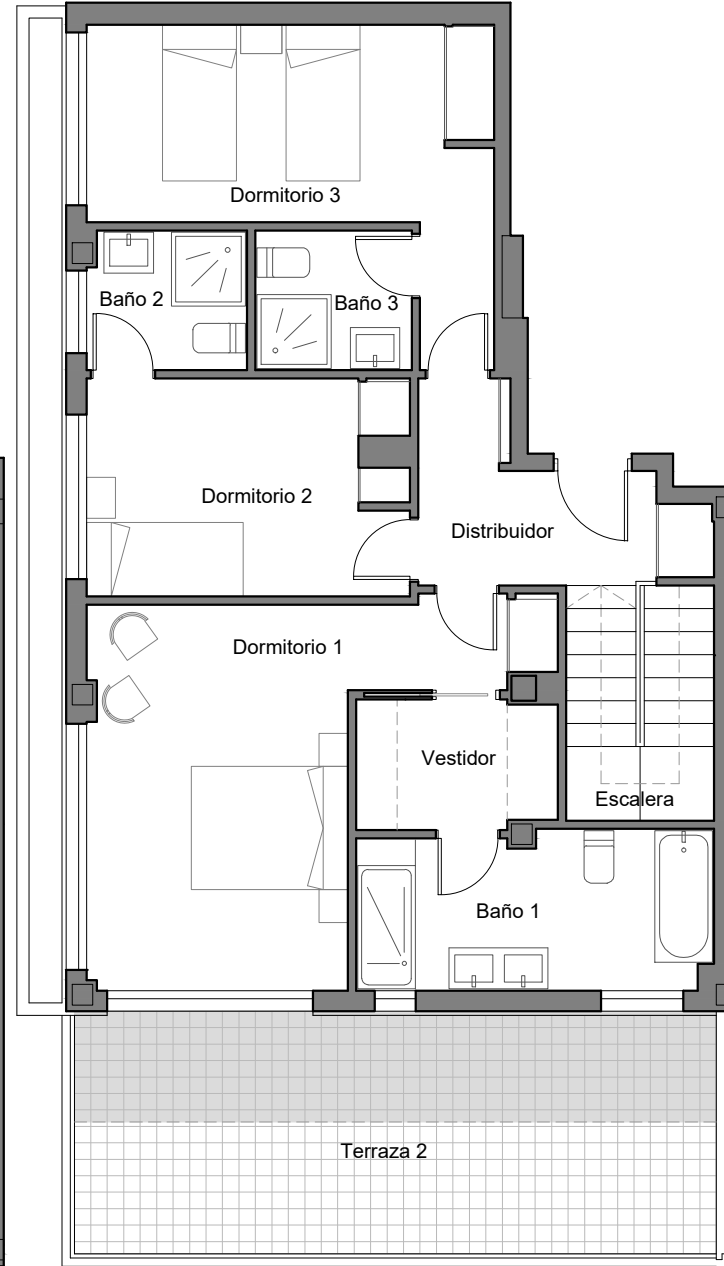 Dormitorio 3
Baño 2
Baño 3
Dormitorio 2
Distribuidor
Dormitorio 1
Vestidor
Escalera
Baño 1
Terraza 2